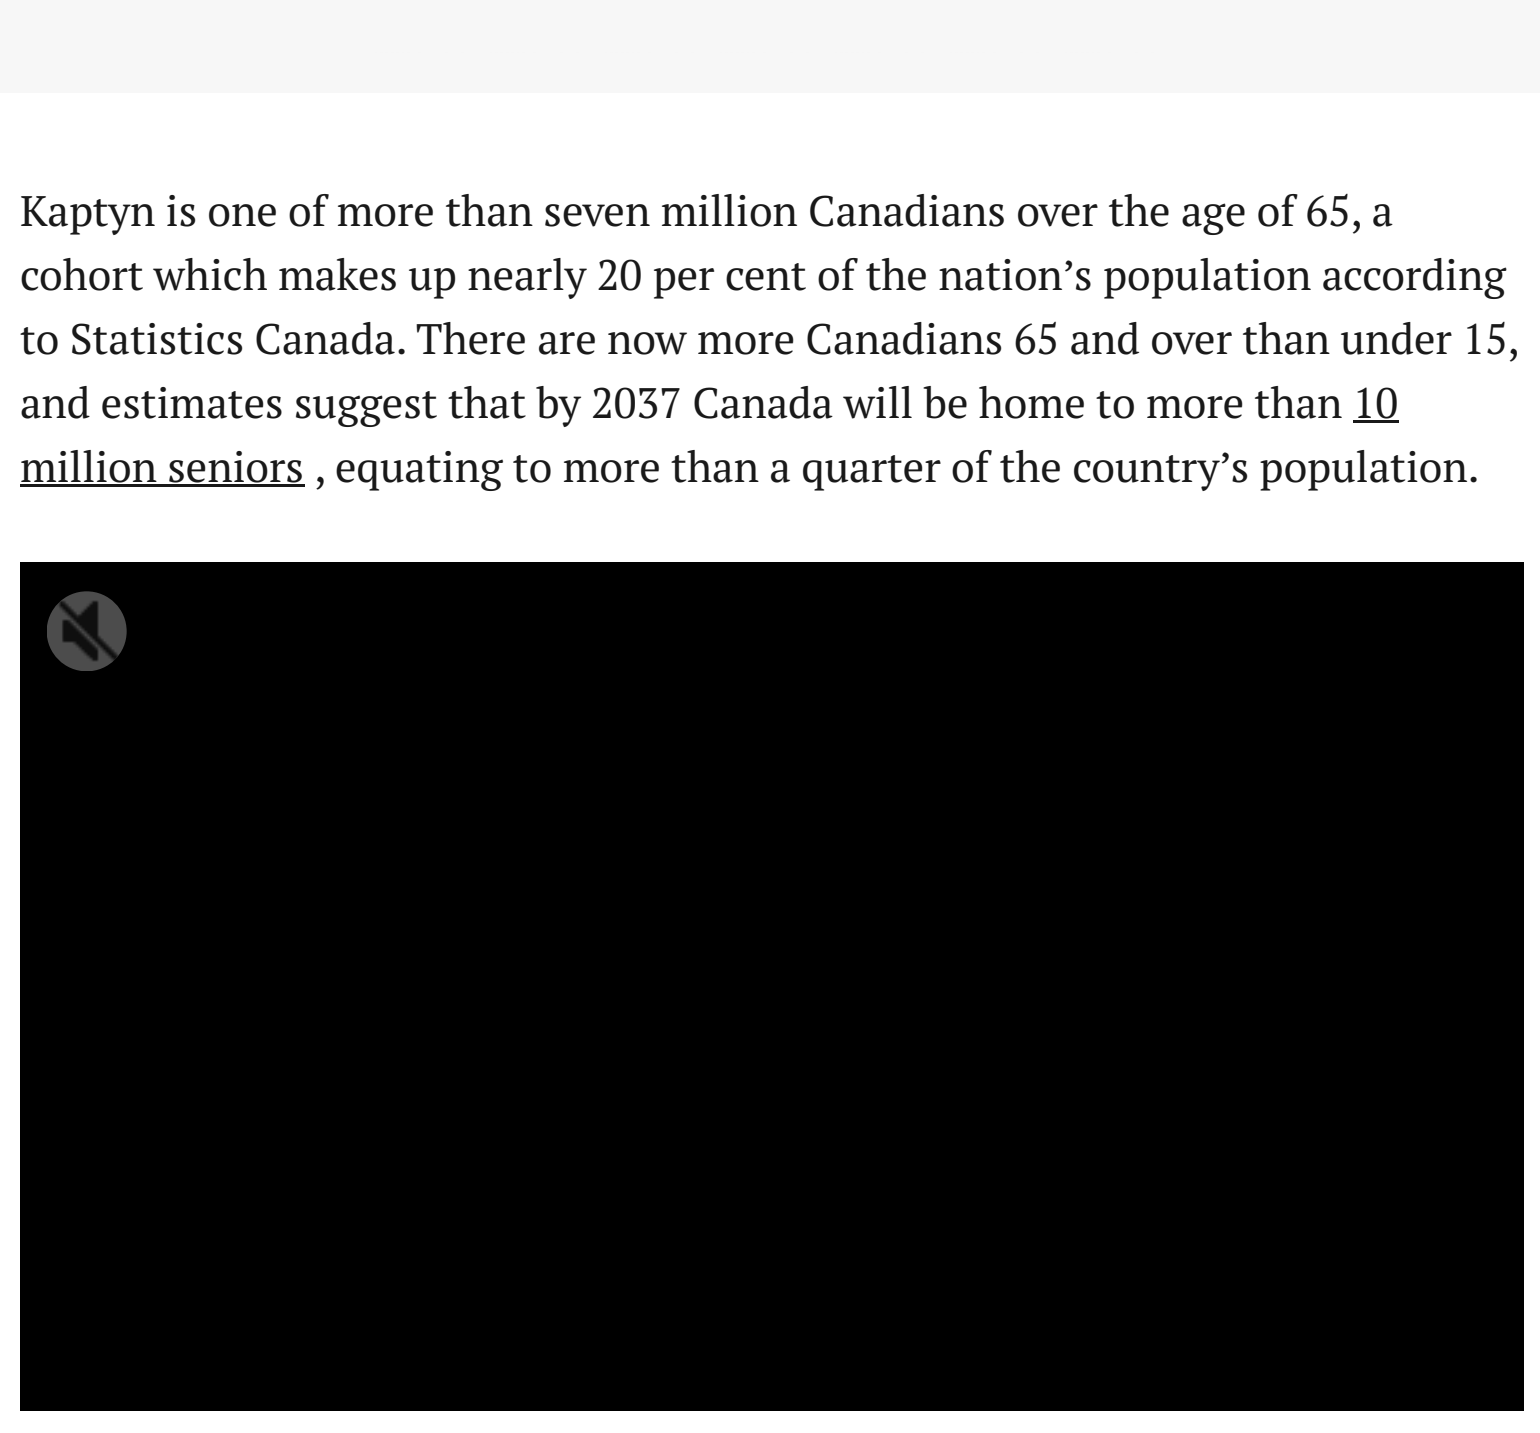 Kaptyn is one of more than seven million Canadians over the age of 65, a
cohort which makes up nearly 20 per cent of the nation’s population according
to Statistics Canada. There are now more Canadians 65 and over than under 15,
and estimates suggest that by 2037 Canada will be home to more than 10
million seniors , equating to more than a quarter of the country’s population.